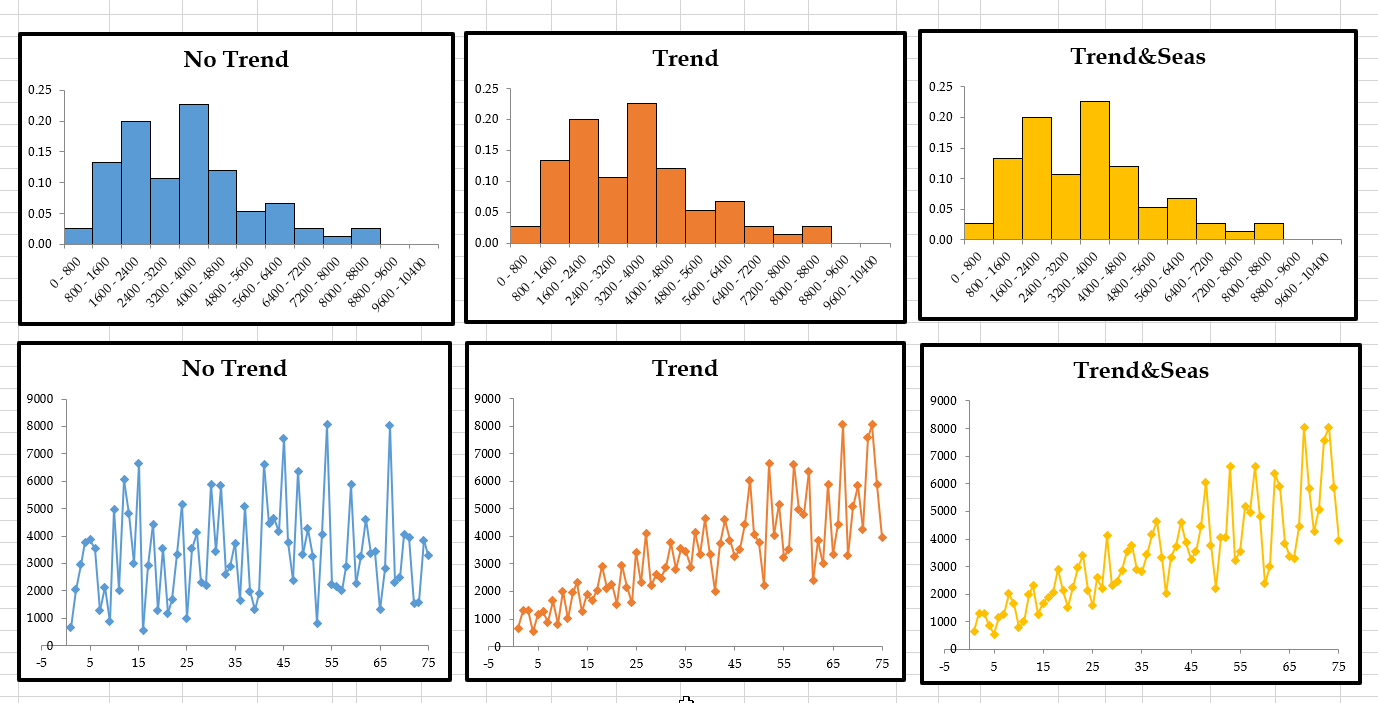 No Trend
0.25
0.20
0.15
0.10
0.05
0.00
0 - 800
800 - 1600
1600 - 2400
2400 - 3200
3200 - 4000
4000 - 4800
4800 - 5600
5600 - 6400
6400 - 7200
7200 - 8000
8000 - 8800
8800 - 9600
9600 - 10400
Trend
0.25
0.20
0.15
0.10
0.05
0.00
0 - 800
800 - 1600
1600 - 2400
2400 - 3200
3200 - 4000
4000 - 4800
4800 - 5600
5600 - 6400
6400 - 7200
7200 - 8000
8000 - 8800
8800 - 9600
9600 - 10400
Trend&Seas
0.25
0.20
0.15
0.10
0.05
0.00
0 - 800
800 - 1600
1600 - 2400
2400 - 3200
3200 - 4000
4000 - 4800
4800 - 5600
5600 - 6400
6400 - 7200
7200 - 8000
8000 - 8800
8800 - 9600
9600 - 10400
No Trend
9000
8000
7000
6000
5000
4000
3000
2000
1000
0
-5 5 15 25 35 45 55 65 75
Trend
9000
8000
7000
6000
5000
4000
3000
2000
1000
0
-5 5 15 25 35 45 55 65 75
Trend&Seas
9000
8000
7000
6000
5000
4000
3000
2000
1000
0
-5 5 15 25 35 45 55 65 75